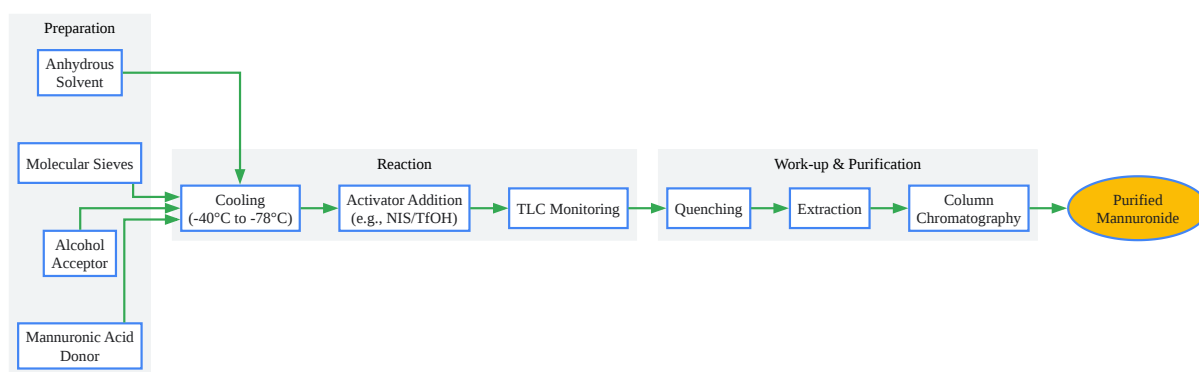 Preparation
Anhydrous
Solvent
Molecular Sieves
Alcohol
Acceptor
Mannuronic Acid
Donor
Reaction
Cooling
(-40°C to -78°C)
Activator Addition
(e.g., NIS/TfOH)
TLC Monitoring
Work-up & Purification
Quenching
Extraction
Column
Chromatography
Purified
Mannuronide